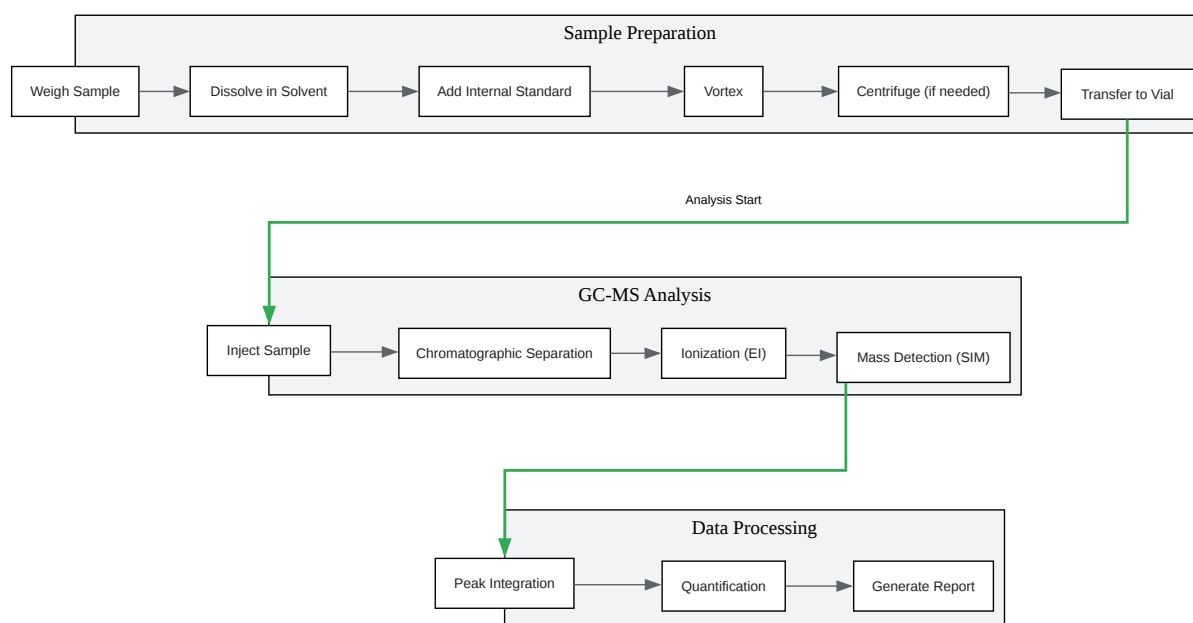 Sample Preparation
Weigh Sample
Dissolve in Solvent
Add Internal Standard
Vortex
Centrifuge (if needed)
Transfer to Vial
Analysis Start
GC-MS Analysis
Inject Sample
Chromatographic Separation
Ionization (EI)
Mass Detection (SIM)
Data Processing
Peak Integration
Quantification
Generate Report